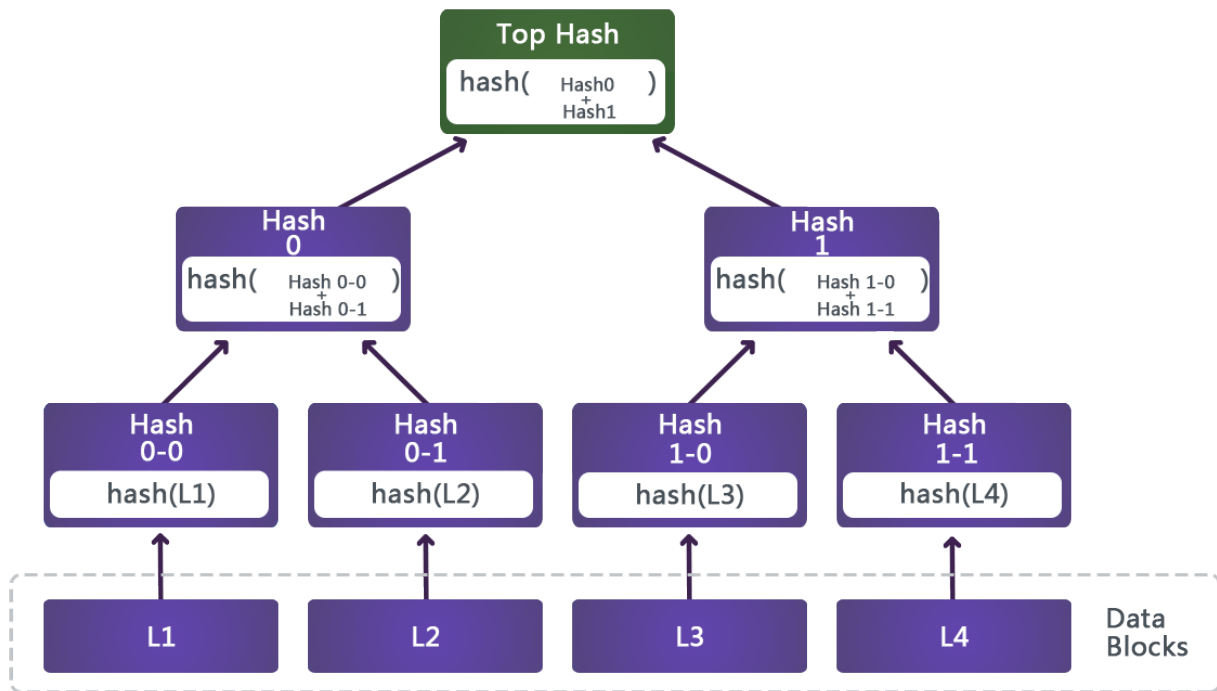 Top Hash
hash( Hash0 )
+
Hash1
Hash
0
hash( Hash 0-0 )
+
Hash 0-1
Hash
1
hash( Hash 1-0 )
+
Hash 1-1
Hash
0-0
hash(L1)
Hash
0-1
hash(L2)
Hash
1-0
hash(L3)
Hash
1-1
hash(L4)
L1
L2
L3
L4
Data
Blocks